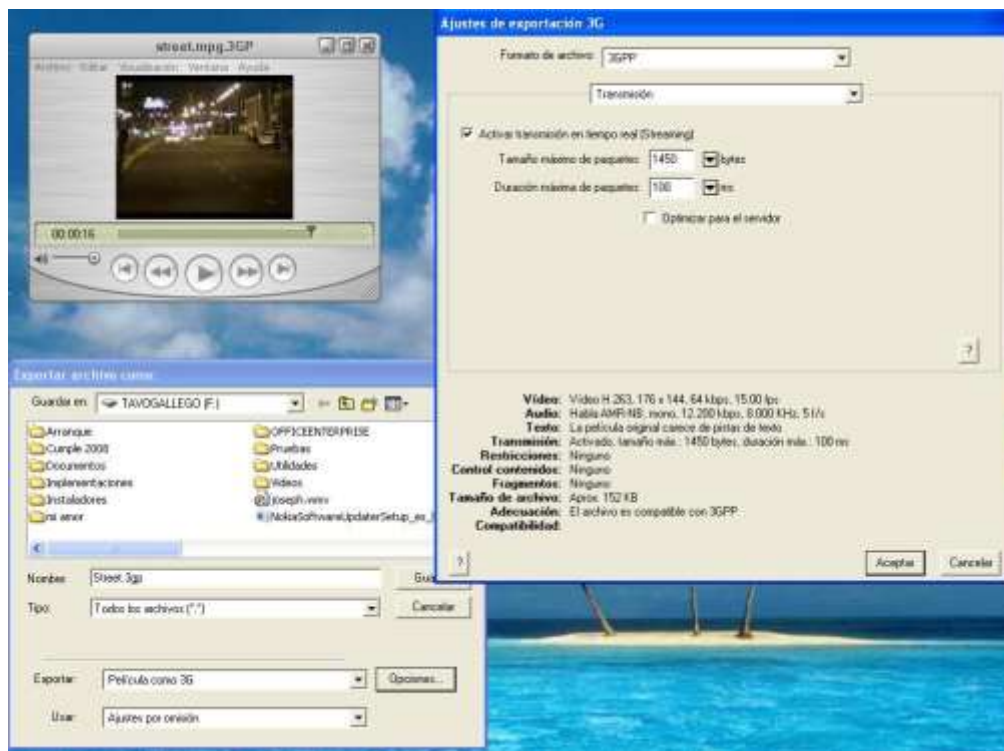 street.mpg.3GP
Archivo Editar Visualización Ventana Ayuda
00:00:16
Ajustes de exportación 3G
Formato de archivo: 3GPP
Transmisión
Activar transmisión en tiempo real (Streaming)
Tamaño máximo de paquetes: 1450 bytes
Duración máxima de paquetes: 100 ms
Optimizar para el servidor
?
Vídeo: Vídeo H.263, 176 x 144, 64 kbps, 15.00 fps
Audio: Habla AMR-NB, mono, 12.200 kbps, 8.000 KHz, 5 f/s
Texto: La película original carece de pistas de texto
Transmisión: Activado, tamaño máx.: 1450 bytes, duración máx.: 100 ms
Restricciones: Ninguno
Control contenidos: Ninguno
Fragmentos: Ninguno
Tamaño de archivo: Aprox. 152 KB
Adecuación: El archivo es compatible con 3GPP
Compatibilidad:
?
Aceptar Cancelar
Exportar archivo como:
Guardar en: TAVOGALLEGO (F:)
Arranque OFFICEENTERPRISE
Cumple 2008 Pruebas
Documentos Utilidades
Implementaciones Videos
Instaladores joseph.wmv
mi amor NokiaSoftwareUpdaterSetup_es_
Nombre: Street.3gp Gu
Tipo: Todos los archivos (*.*) Cancelar
Exportar: Película como 3G Opciones...
Usar: Ajustes por omisión